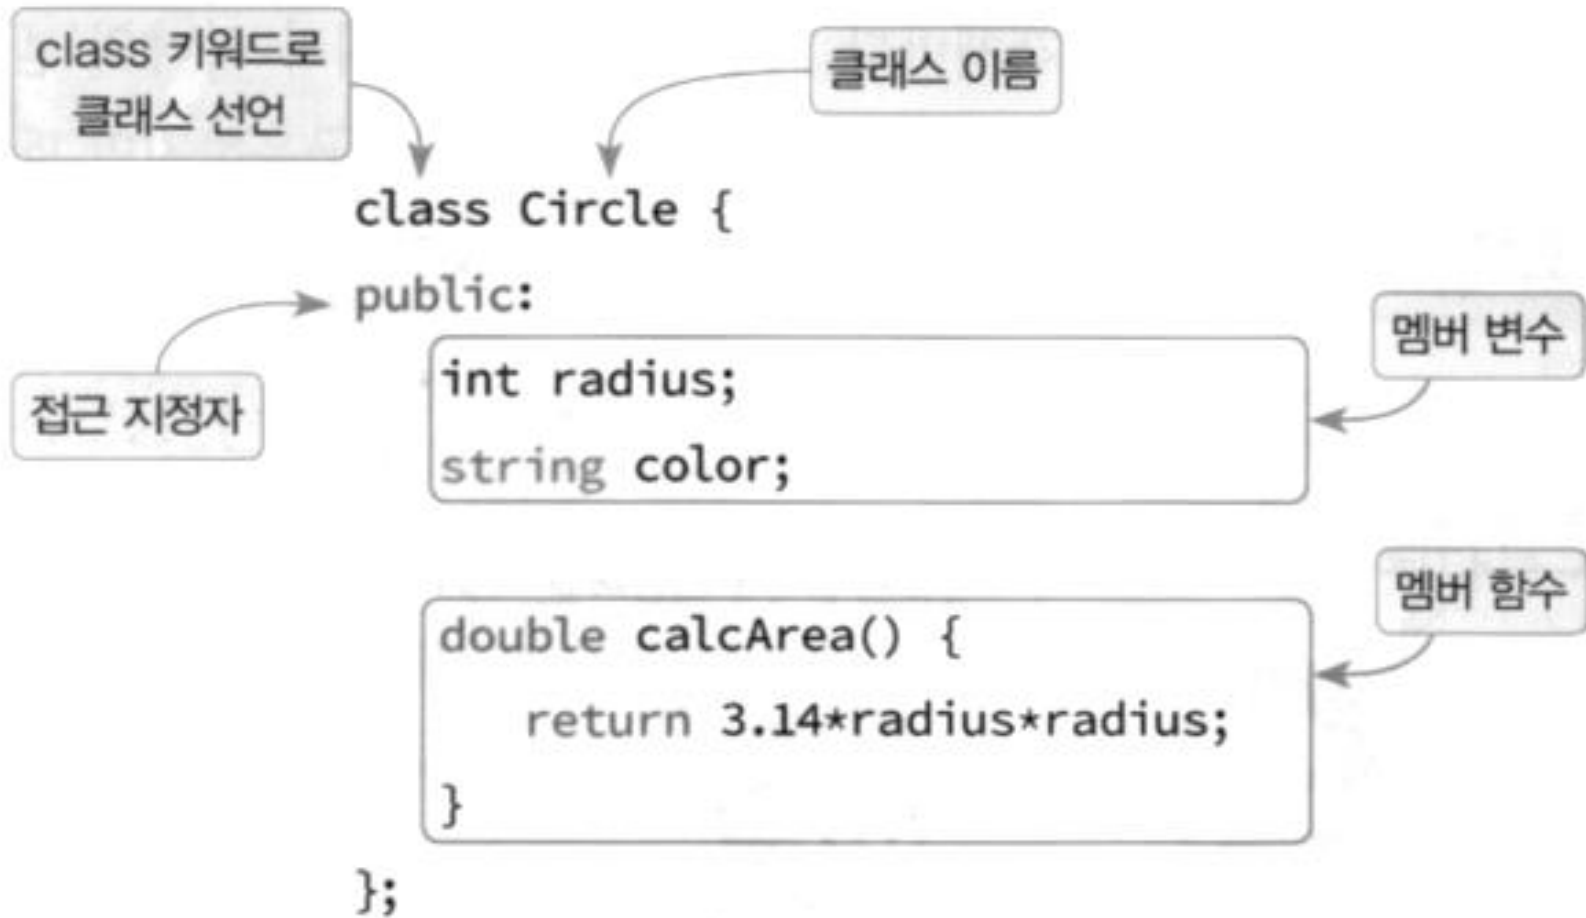 class 키워드로
클래스 선언
클래스 이름
class Circle {
public:
접근 지정자
int radius;
string color;
멤버 변수
double calcArea() {
return 3.14*radius*radius;
}
멤버 함수
};